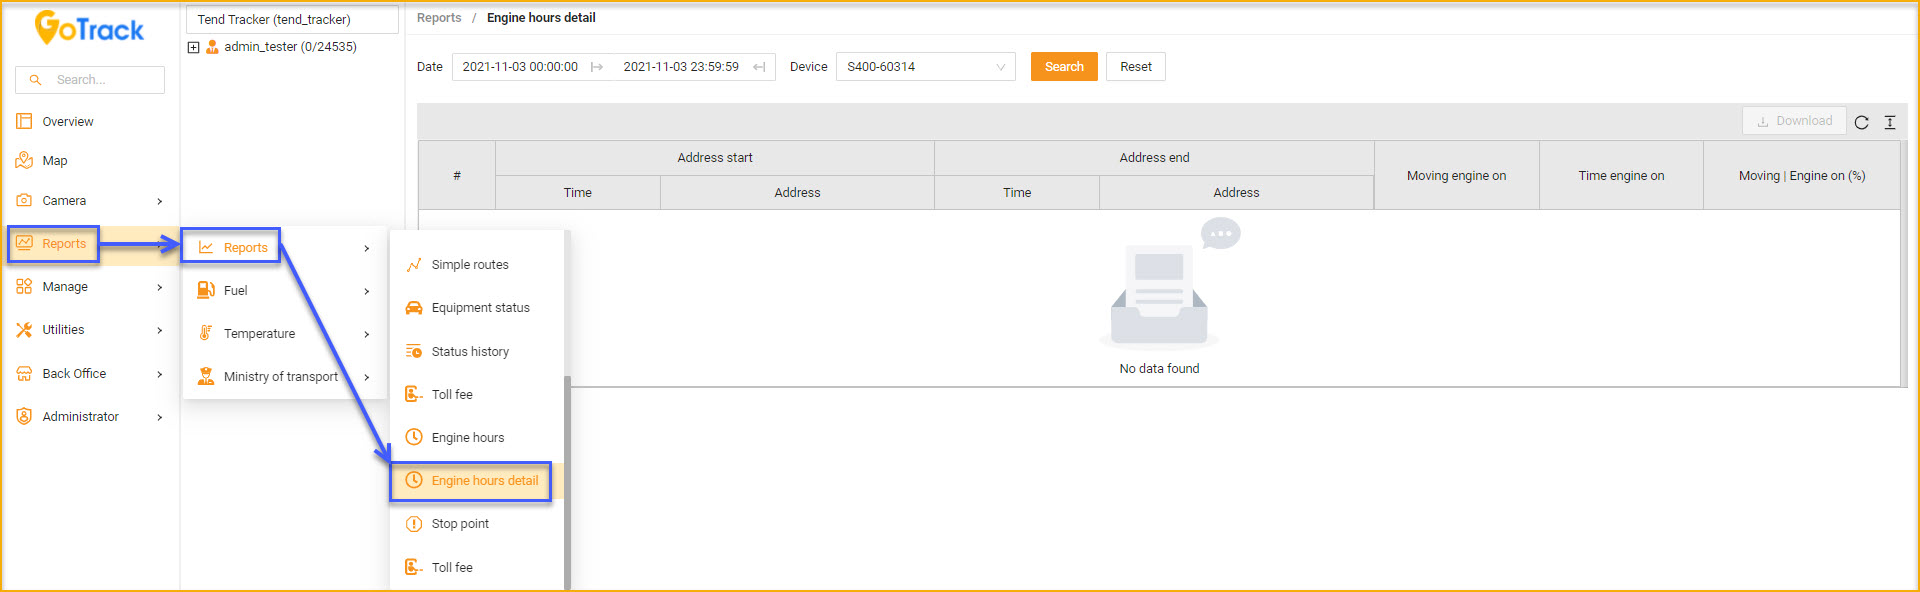 GoTrack
Search...
Overview
Map
Camera
Reports
Manage
Utilities
Back Office
Administrator
Tend Tracker (tend_tracker)
admin_tester (0/24535)
Reports
Fuel
Temperature
Ministry of transport
Simple routes
Equipment status
Status history
Toll fee
Engine hours
Engine hours detail
Stop point
Toll fee
Reports / Engine hours detail
Date 2021-11-03 00:00:00 2021-11-03 23:59:59 Device S400-60314 Search Reset
Download
# Address start Address end Moving engine on Time engine on Moving | Engine on (%)
Time Address Time Address
No data found